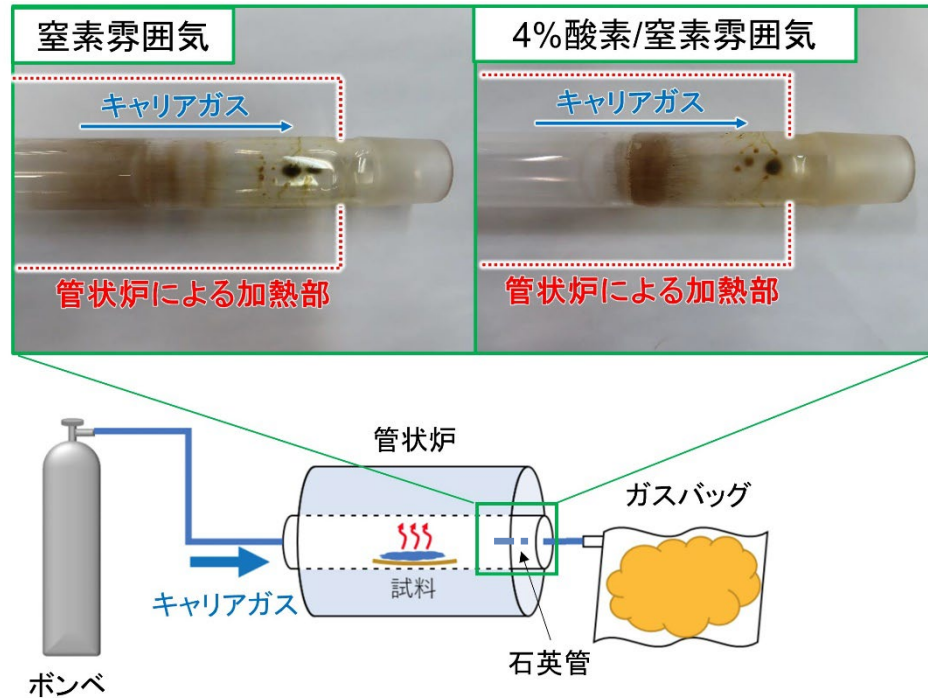 窒素雰囲気
4%酸素/窒素雰囲気
キャリアガス
キャリアガス
管状炉による加熱部
管状炉による加熱部
管状炉
ガスバッグ
試料
キャリアガス
石英管
ボンベ